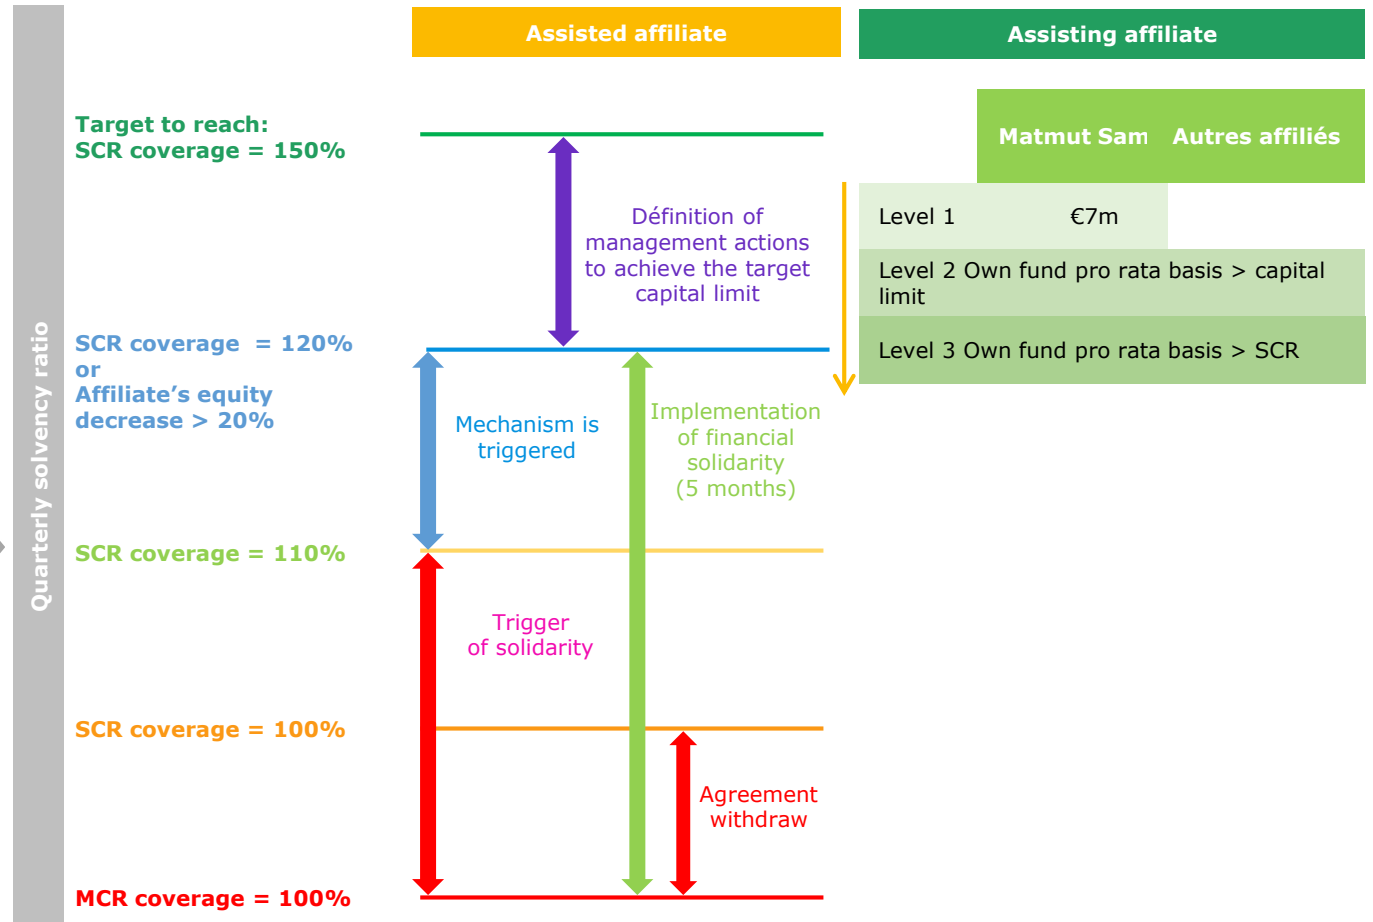 Assisted affiliate
Assisting affiliate
Quarterly solvency ratio
Target to reach:
SCR coverage = 150%
Matmut Sam
Autres affiliés
Définition of
management actions
to achieve the target
capital limit
Level 1
€7m
Level 2 Own fund pro rata basis > capital
limit
Level 3 Own fund pro rata basis > SCR
SCR coverage = 120%
or
Affiliate’s equity
decrease > 20%
Mechanism is
triggered
Implementation
of financial
solidarity
(5 months)
SCR coverage = 110%
Trigger
of solidarity
SCR coverage = 100%
Agreement
withdraw
MCR coverage = 100%